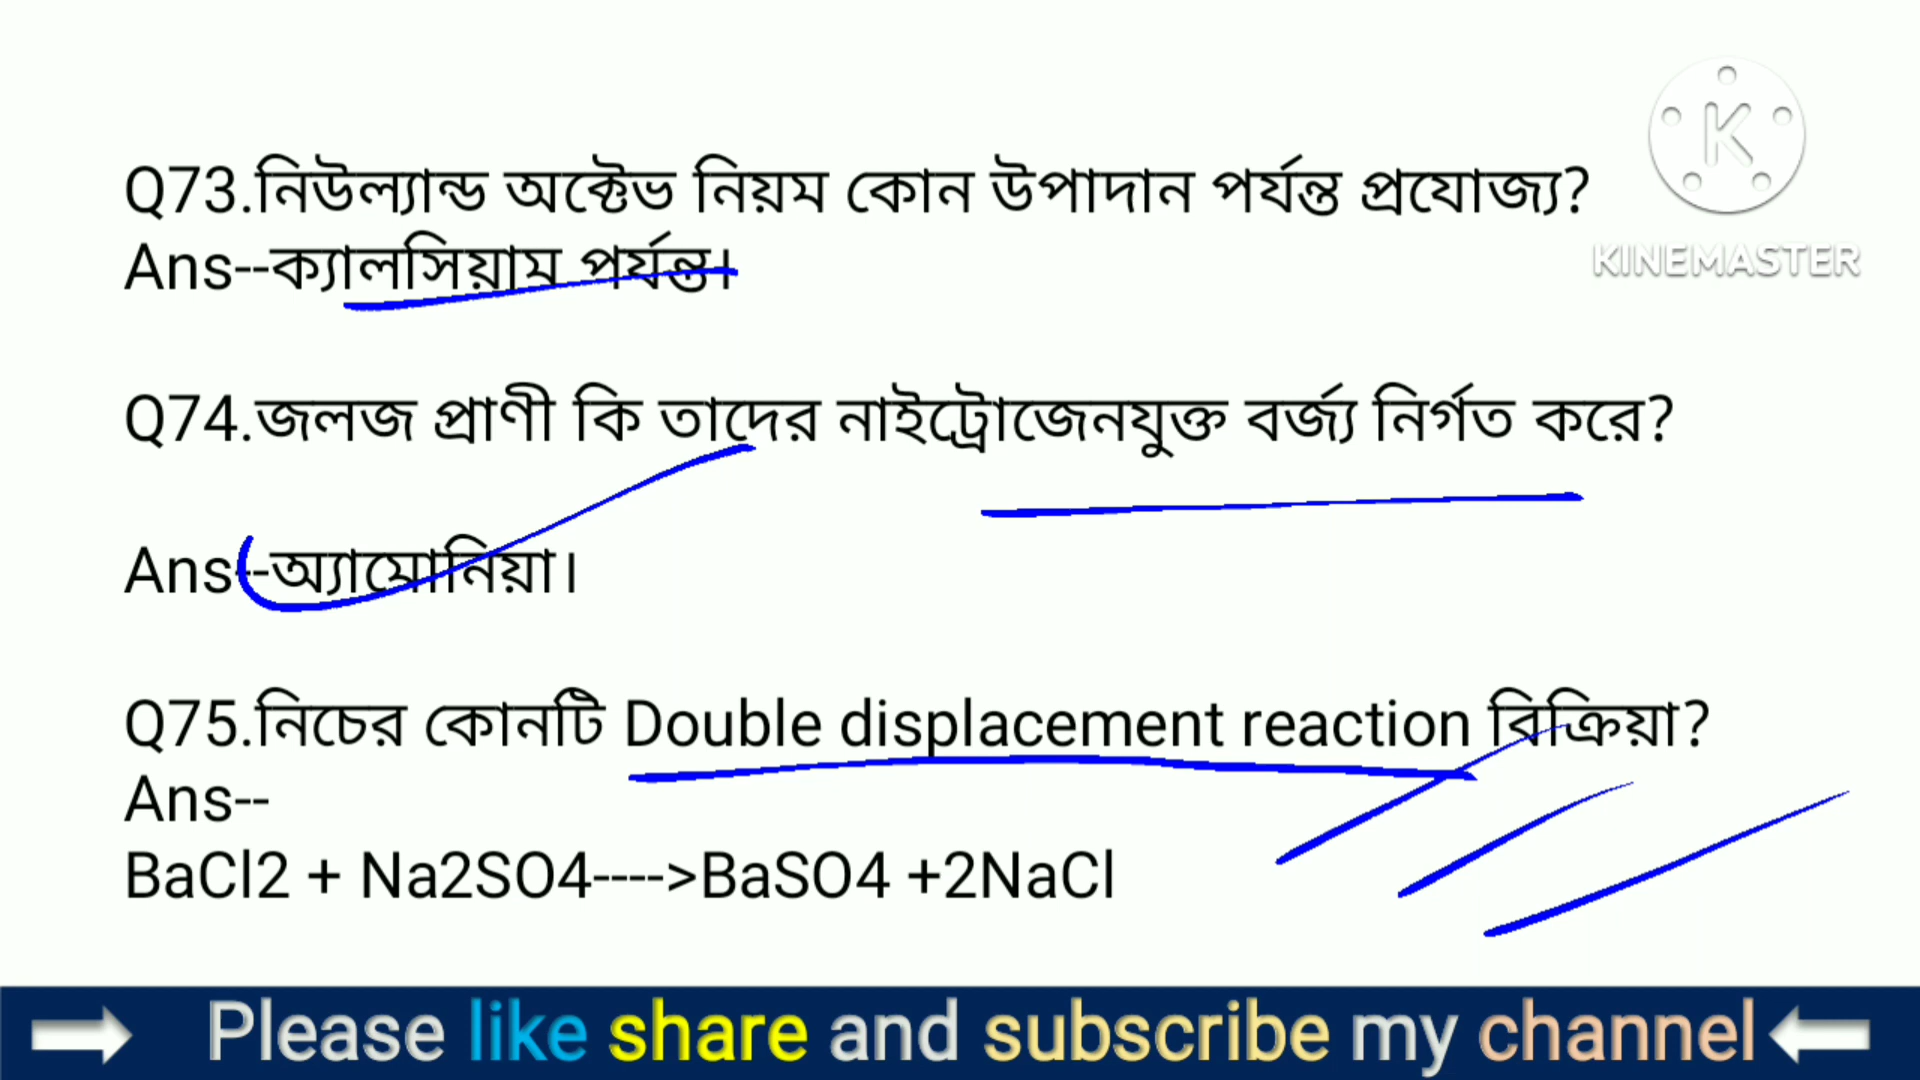 Q73.নিউল্যান্ড অক্টেভ নিয়ম কোন উপাদান পর্যন্ত প্রযোজ্য?
Ans--ক্যালসিয়াম পর্যন্ত।
Q74.জলজ প্রাণী কি তাদের নাইট্রোজেনযুক্ত বর্জ্য নির্গত করে?
Ans--অ্যামোনিয়া।
Q75.নিচের কোনটি Double displacement reaction বিক্রিয়া?
Ans--
BaCl2 + Na2SO4---->BaSO4 +2NaCl
K
KINEMASTER
Please like share and subscribe my channel